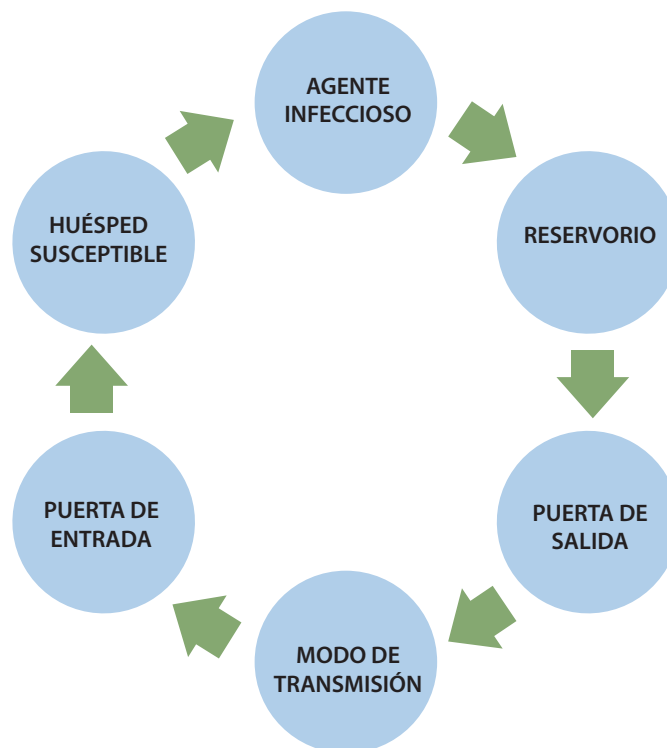 AGENTE
INFECCIOSO
RESERVORIO
PUERTA DE
SALIDA
MODO DE
TRANSMISIÓN
PUERTA DE
ENTRADA
HUÉSPED
SUSCEPTIBLE